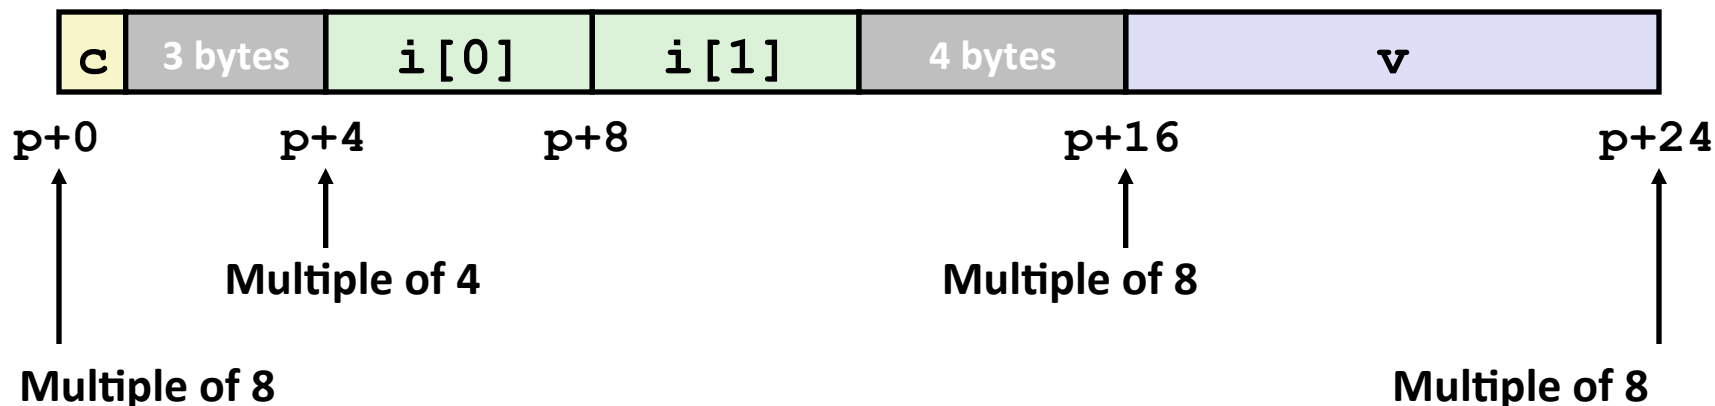 c 3 bytes i[0] i[1] 4 bytes v
p+0 p+4 p+8 p+16 p+24
Multiple of 4 Multiple of 8
Multiple of 8 Multiple of 8